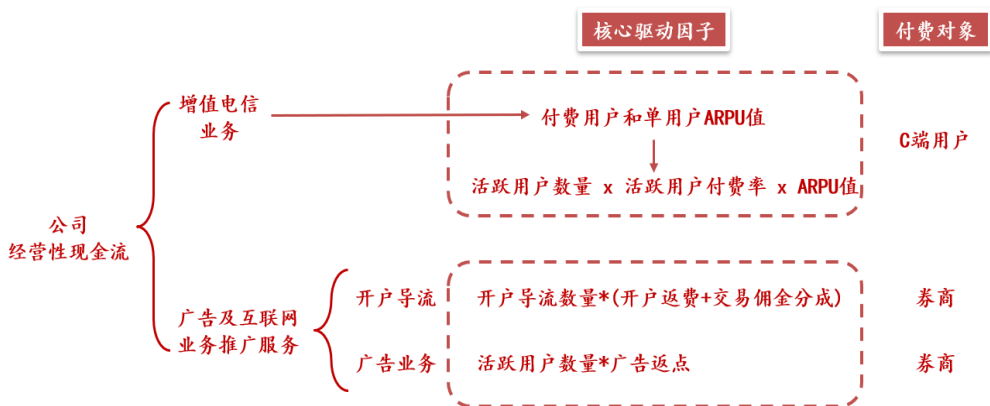 核心驱动因子
付费对象
增值电信
业务
付费用户和单用户ARPU值
活跃用户数量 x 活跃用户付费率 x ARPU值
C端用户
公司
经营性现金流
广告及互联网
业务推广服务
开户导流
开户导流数量*(开户返费+交易佣金分成)
券商
广告业务
活跃用户数量*广告返点
券商